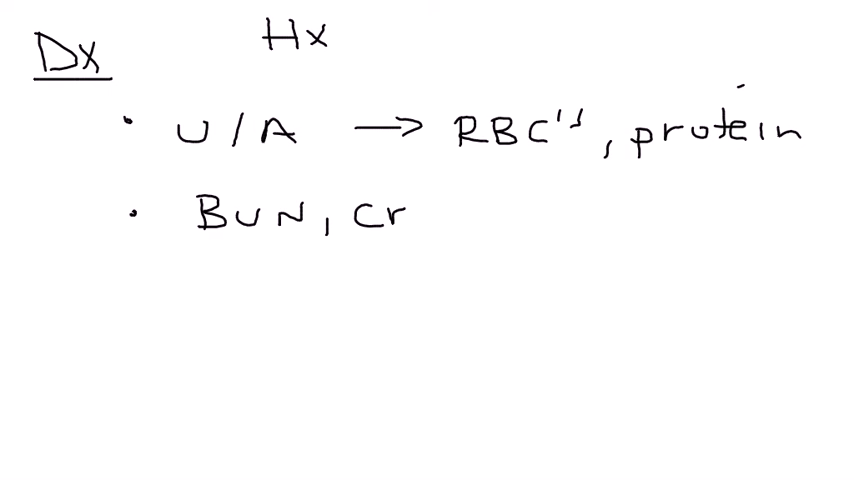 Hx
Dx
• U/A → RBC's, protein
• BUN, Cr